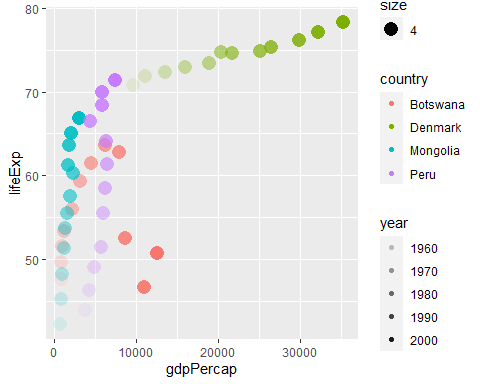 size
4
country
Botswana
Denmark
Mongolia
Peru
year
1960
1970
1980
1990
2000
80
70
60
50
lifeExp
0
10000
20000
30000
gdpPercap